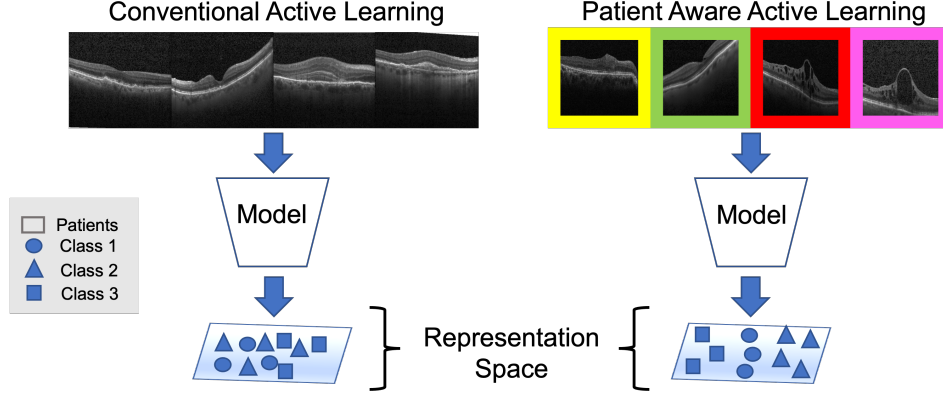 Conventional Active Learning
Patient Aware Active Learning
Model
Model
Patients
Class 1
Class 2
Class 3
Representation
Space